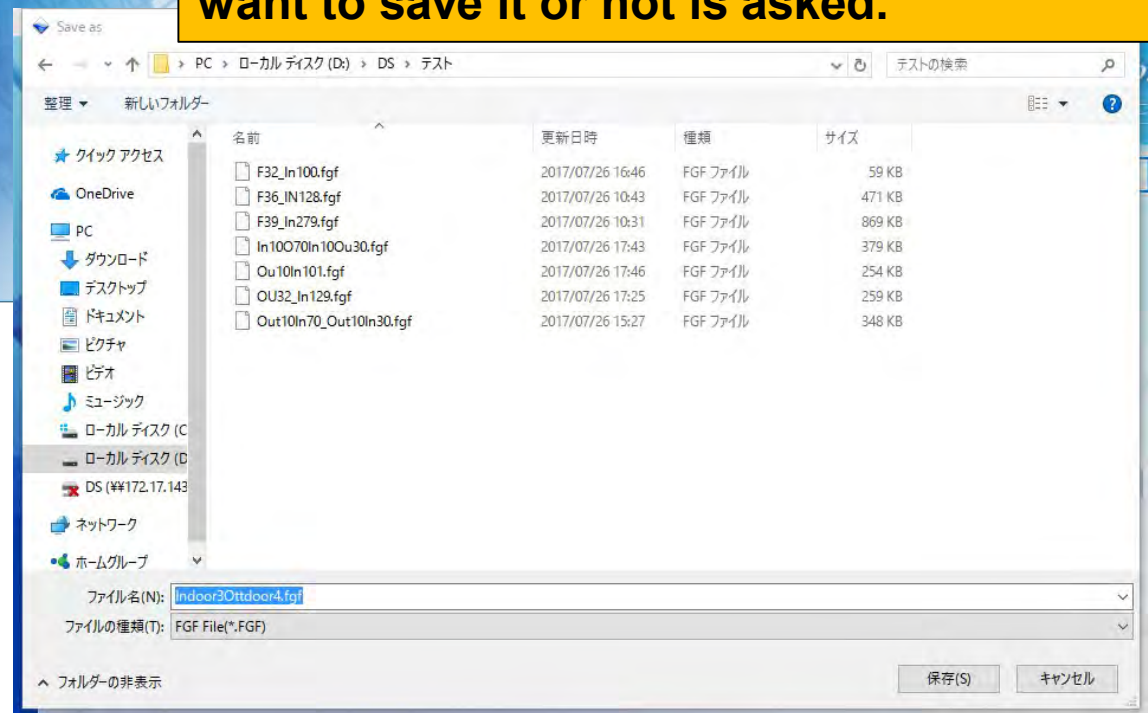 want to save it or not is asked.
Save as
PC › ローカル ディスク (D:) › DS › テスト
テストの検索
整理 新しいフォルダー
名前 更新日時 種類 サイズ
F32_In100.fgf 2017/07/26 16:46 FGF ファイル 59 KB
F36_IN128.fgf 2017/07/26 10:43 FGF ファイル 471 KB
F39_In279.fgf 2017/07/26 10:31 FGF ファイル 869 KB
In10O70In10Ou30.fgf 2017/07/26 17:43 FGF ファイル 379 KB
Ou10In101.fgf 2017/07/26 17:46 FGF ファイル 254 KB
OU32_In129.fgf 2017/07/26 17:25 FGF ファイル 259 KB
Out10In70_Out10In30.fgf 2017/07/26 15:27 FGF ファイル 348 KB
クイック アクセス
OneDrive
PC
ダウンロード
デスクトップ
ドキュメント
ピクチャ
ビデオ
ミュージック
ローカル ディスク (C
ローカル ディスク (D
DS (¥¥172.17.143
ネットワーク
ホームグループ
ファイル名(N): Indoor3Ottdoor4.fgf
ファイルの種類(T): FGF File(*.FGF)
フォルダーの非表示
保存(S) キャンセル